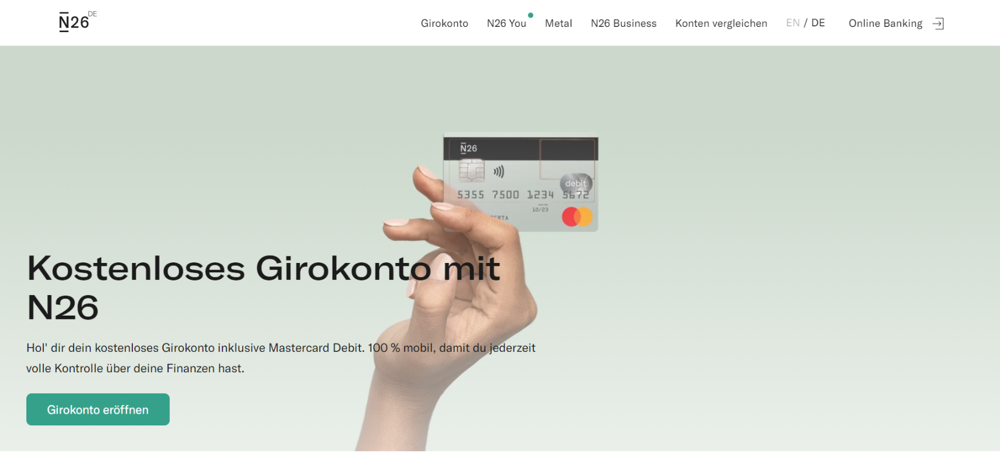 N26 DE
Girokonto N26 You Metal N26 Business Konten vergleichen EN / DE Online Banking
N26
debit
5355 7500 1234 5672
10/23
Kostenloses Girokonto mit
N26
Hol' dir dein kostenloses Girokonto inklusive Mastercard Debit. 100 % mobil, damit du jederzeit
volle Kontrolle über deine Finanzen hast.
Girokonto eröffnen